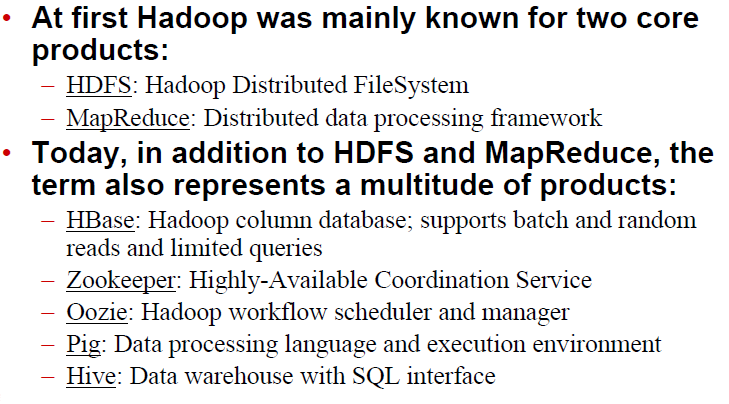 • At first Hadoop was mainly known for two core
products:
– HDFS: Hadoop Distributed FileSystem
– MapReduce: Distributed data processing framework
• Today, in addition to HDFS and MapReduce, the
term also represents a multitude of products:
– HBase: Hadoop column database; supports batch and random
reads and limited queries
– Zookeeper: Highly-Available Coordination Service
– Oozie: Hadoop workflow scheduler and manager
– Pig: Data processing language and execution environment
– Hive: Data warehouse with SQL interface